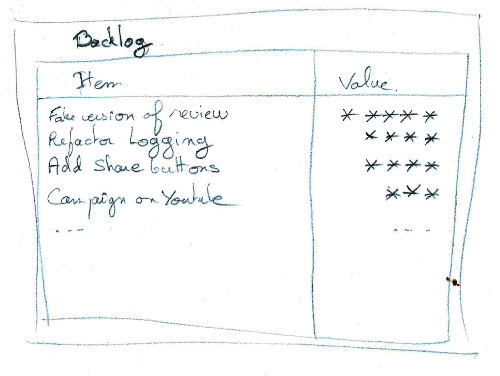 Backlog
Item Value.
Fake version of review * * * * *
Refactor Logging * * * *
Add Share buttons * * * *
Campaign on Youtube * * *
... ...